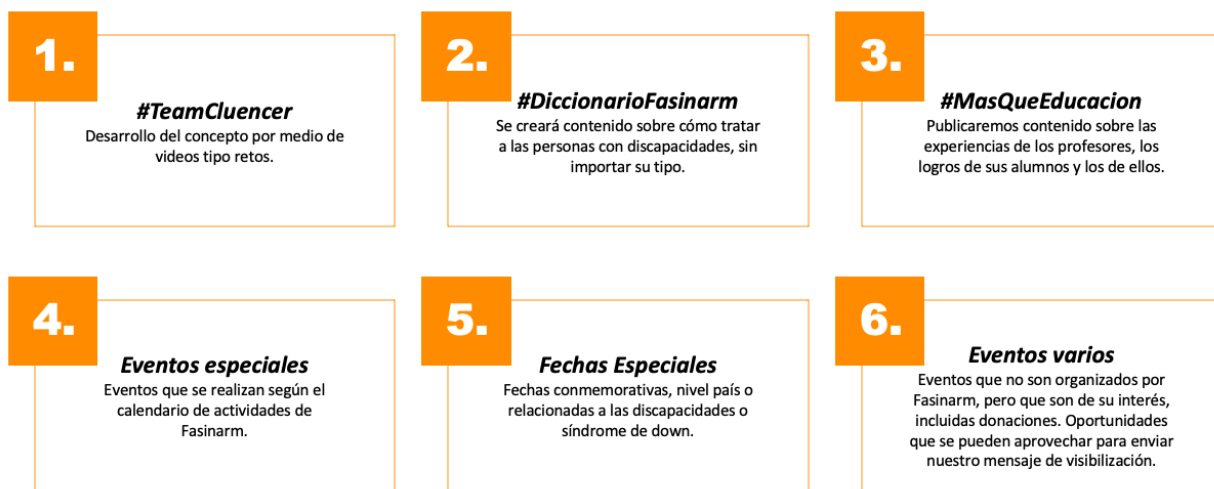 1.
#TeamCluencer
Desarrollo del concepto por medio de
videos tipo retos.
2.
#DiccionarioFasinarm
Se creará contenido sobre cómo tratar
a las personas con discapacidades, sin
importar su tipo.
3.
#MasQueEducacion
Publicaremos contenido sobre las
experiencias de los profesores, los
logros de sus alumnos y los de ellos.
4.
Eventos especiales
Eventos que se realizan según el
calendario de actividades de
Fasinarm.
5.
Fechas Especiales
Fechas conmemorativas, nivel país o
relacionadas a las discapacidades o
síndrome de down.
6.
Eventos varios
Eventos que no son organizados por
Fasinarm, pero que son de su interés,
incluidas donaciones. Oportunidades
que se pueden aprovechar para enviar
nuestro mensaje de visibilización.